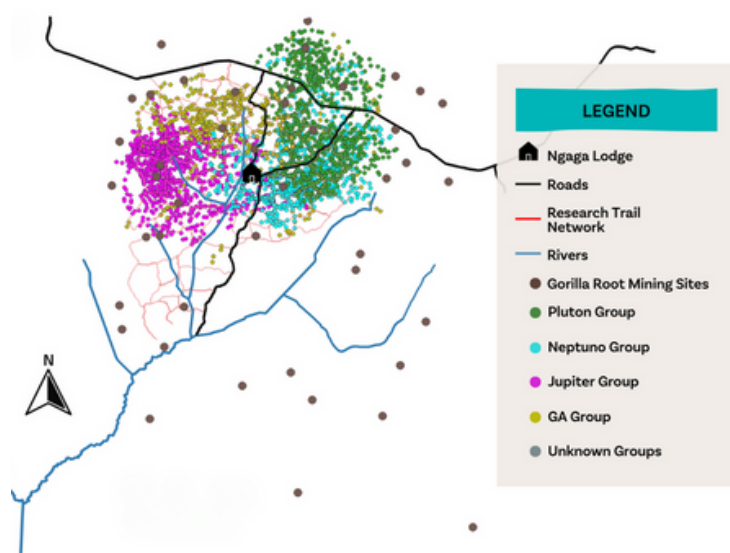 LEGEND
Ngaga Lodge
Roads
Research Trail
Network
Rivers
Gorilla Root Mining Sites
Pluton Group
Neptuno Group
Jupiter Group
GA Group
Unknown Groups
N